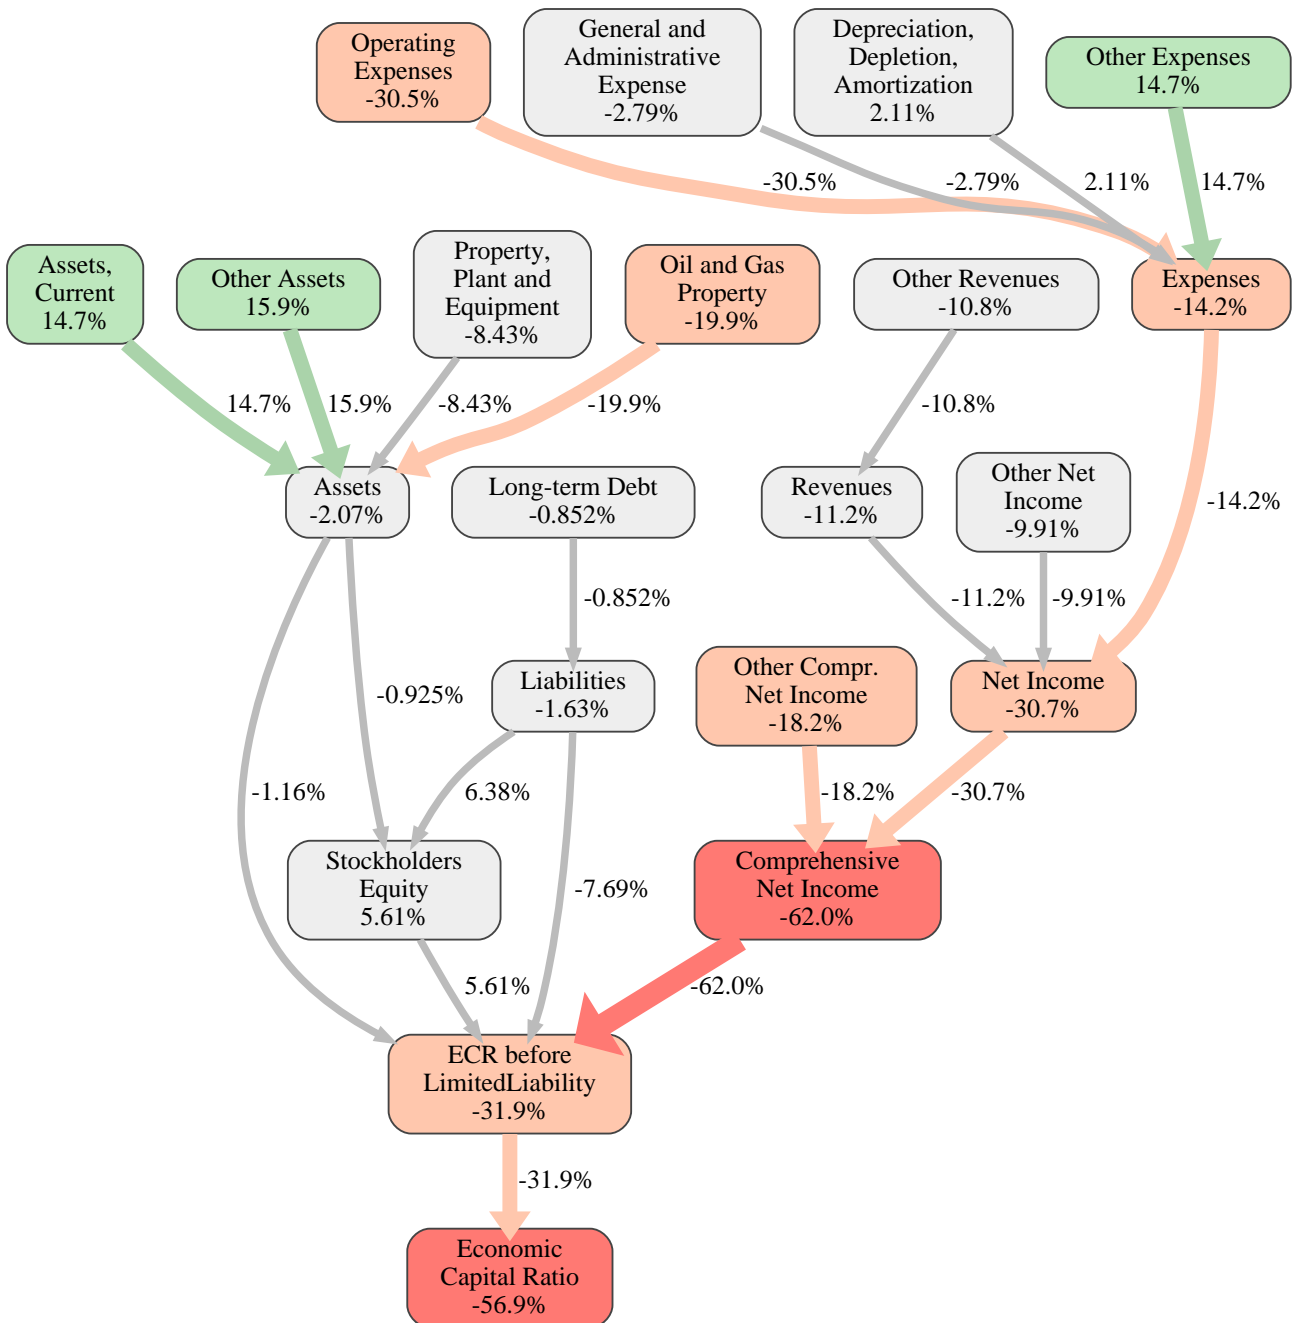 Operating
Expenses
-30.5%
General and
Administrative
Expense
-2.79%
Depreciation,
Depletion,
Amortization
2.11%
Other Expenses
14.7%
-30.5%
-2.79%
2.11%
14.7%
Assets,
Current
14.7%
Other Assets
15.9%
Property,
Plant and
Equipment
-8.43%
Oil and Gas
Property
-19.9%
Other Revenues
-10.8%
Expenses
-14.2%
14.7%
15.9%
-8.43%
-19.9%
-10.8%
-14.2%
Assets
-2.07%
Long-term Debt
-0.852%
Revenues
-11.2%
Other Net
Income
-9.91%
-0.852%
-11.2%
-9.91%
Liabilities
-1.63%
Other Compr.
Net Income
-18.2%
Net Income
-30.7%
-0.925%
-1.16%
6.38%
-18.2%
-30.7%
Stockholders
Equity
5.61%
-7.69%
Comprehensive
Net Income
-62.0%
5.61%
-62.0%
ECR before
LimitedLiability
-31.9%
-31.9%
Economic
Capital Ratio
-56.9%